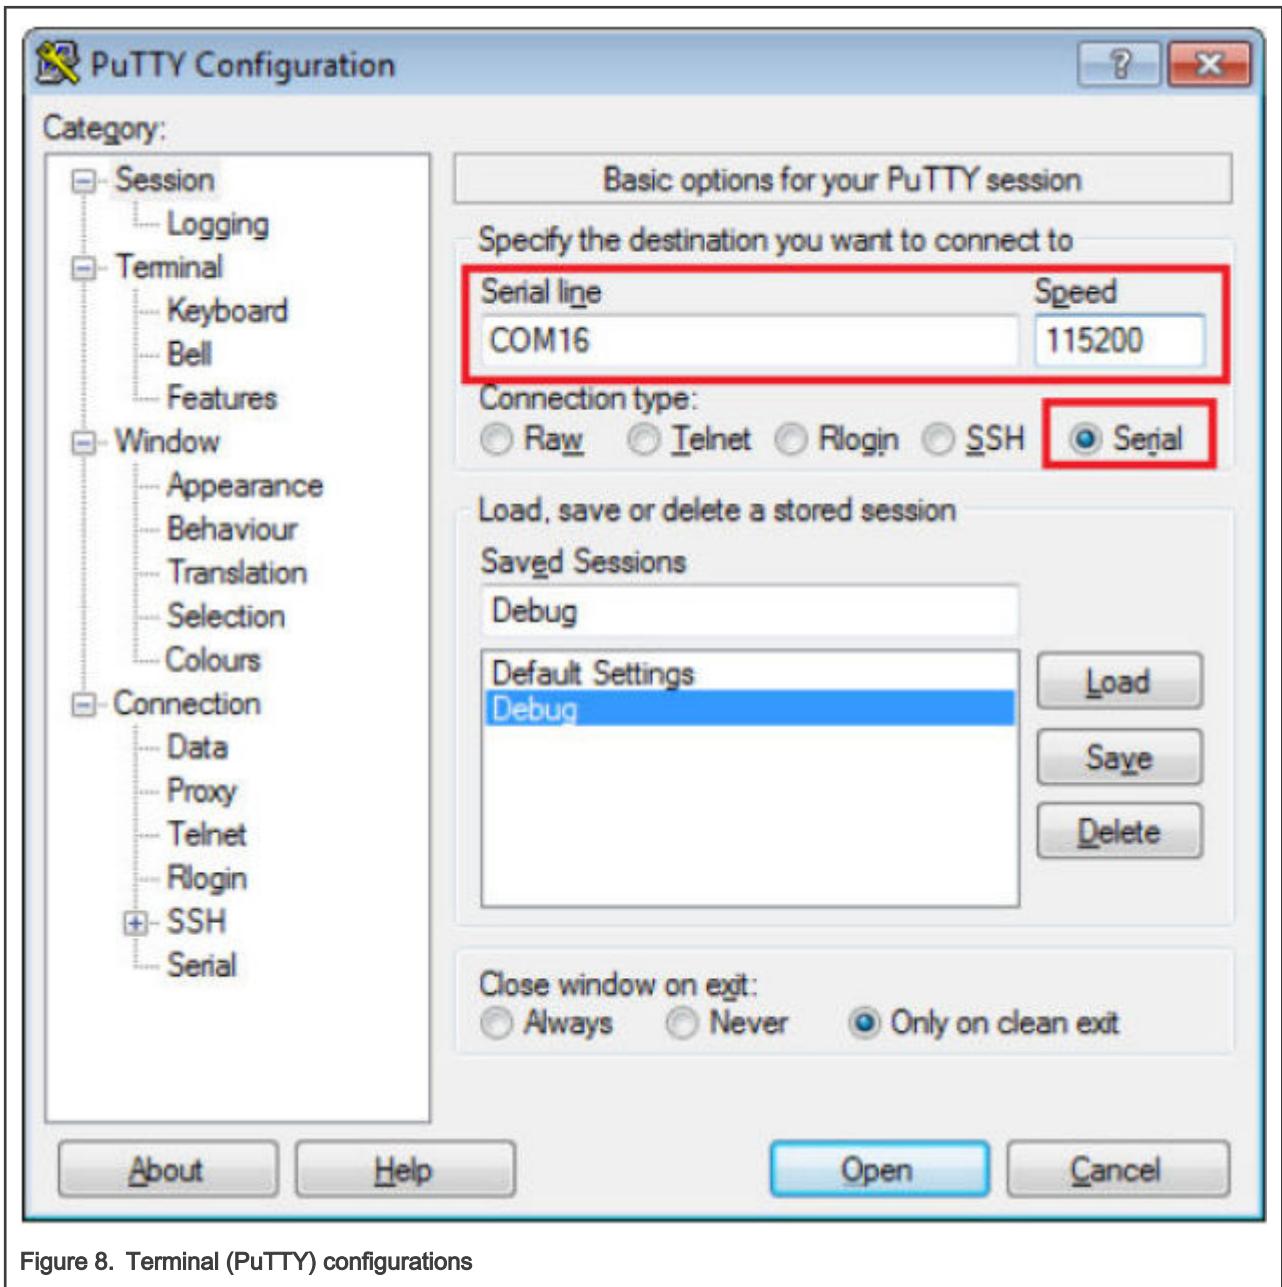 PuTTY Configuration
?
Category:
Session
Logging
Terminal
Keyboard
Bell
Features
Window
Appearance
Behaviour
Translation
Selection
Colours
Connection
Data
Proxy
Telnet
Rlogin
SSH
Serial
Basic options for your PuTTY session
Specify the destination you want to connect to
Serial line Speed
COM16 115200
Connection type:
Raw Telnet Rlogin SSH Serial
Load, save or delete a stored session
Saved Sessions
Debug
Default Settings
Debug
Load
Save
Delete
Close window on exit:
Always Never Only on clean exit
About Help Open Cancel
Figure 8. Terminal (PuTTY) configurations